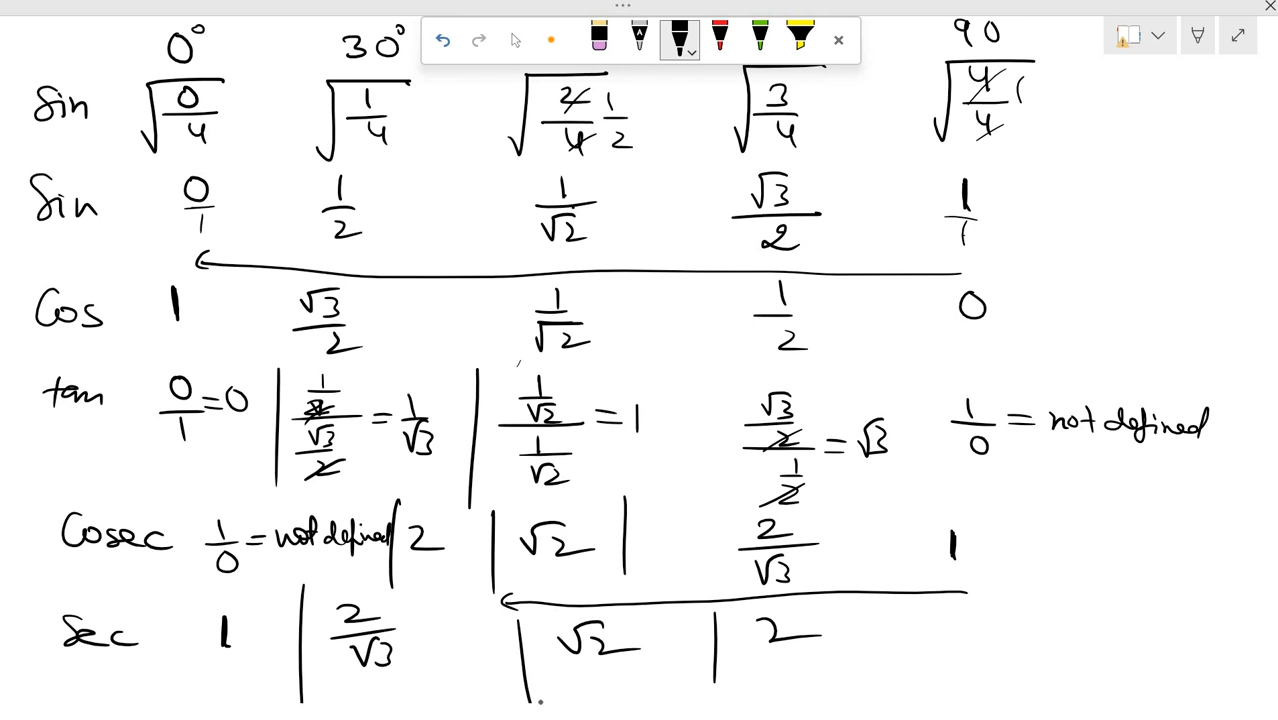 0° 30° 90
Sin √0/4 √1/4 √2/4 1/2 √3/4 √4/4 1
Sin 0/1 1/2 1/√2 √3/2 1/1
Cos 1 √3/2 1/√2 1/2 0
tan 0/1 = 0 | 1/2 / √3/2 = 1/√3 | 1/√2 / 1/√2 = 1 √3/2 / 1/2 = √3 1/0 = not defined
Cosec 1/0 = not defined | 2 | √2 | 2/√3 1
Sec 1 | 2/√3 | √2 | 2